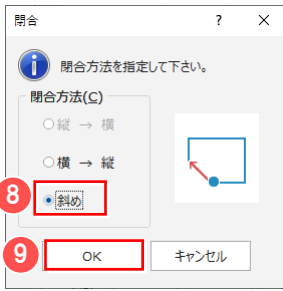 閉合 ? ×
閉合方法を指定して下さい。
閉合方法(C)
縦 → 横
横 → 縦
8 斜め
9 OK キャンセル